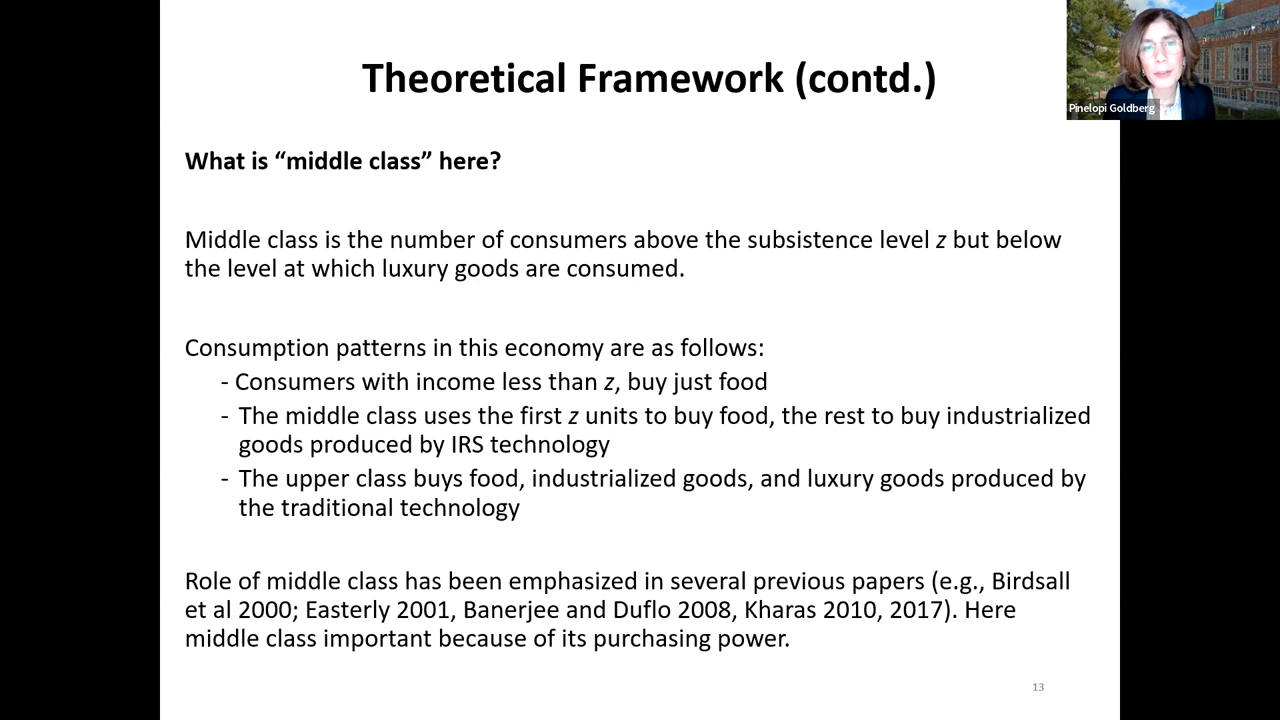 Theoretical Framework (contd.)
Pinelopi Goldberg
What is “middle class” here?
Middle class is the number of consumers above the subsistence level z but below
the level at which luxury goods are consumed.
Consumption patterns in this economy are as follows:
- Consumers with income less than z, buy just food
- The middle class uses the first z units to buy food, the rest to buy industrialized
goods produced by IRS technology
- The upper class buys food, industrialized goods, and luxury goods produced by
the traditional technology
Role of middle class has been emphasized in several previous papers (e.g., Birdsall
et al 2000; Easterly 2001, Banerjee and Duflo 2008, Kharas 2010, 2017). Here
middle class important because of its purchasing power.
13